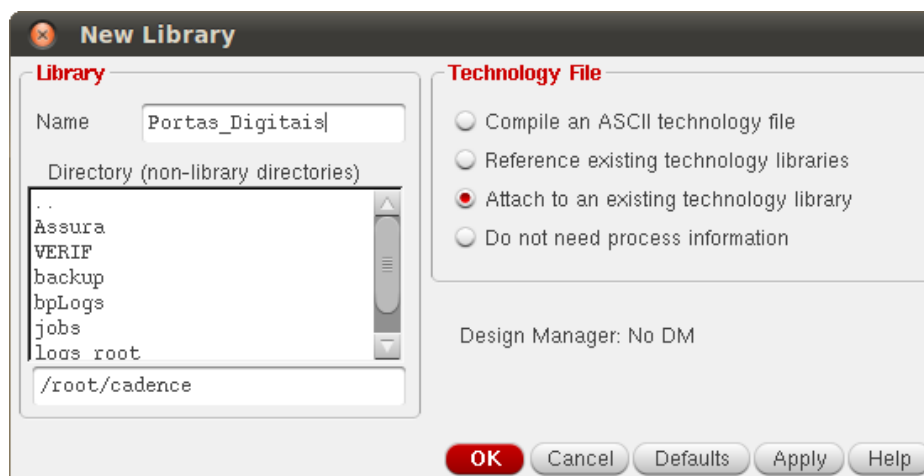 New Library
Library
Name Portas_Digitais
Directory (non-library directories)
..
Assura
VERIF
backup
bpLogs
jobs
logs_root
/root/cadence
Technology File
Compile an ASCII technology file
Reference existing technology libraries
Attach to an existing technology library
Do not need process information
Design Manager: No DM
OK Cancel Defaults Apply Help